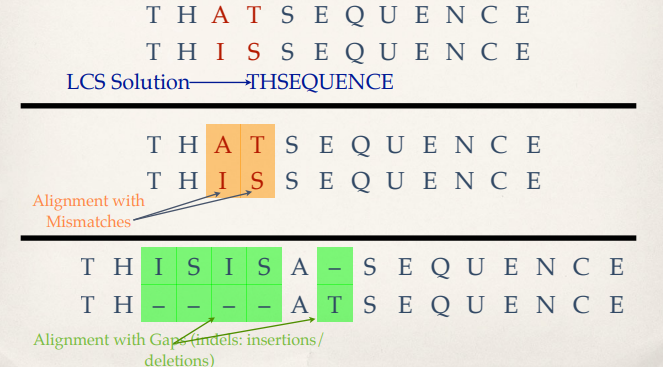 T H A T S E Q U E N C E
T H I S S E Q U E N C E
LCS Solution THSEQUENCE
T H A T S E Q U E N C E
T H I S S E Q U E N C E
Alignment with
Mismatches
T H I S I S A – S E Q U E N C E
T H – – – – A T S E Q U E N C E
Alignment with Gaps (indels: insertions/
deletions)